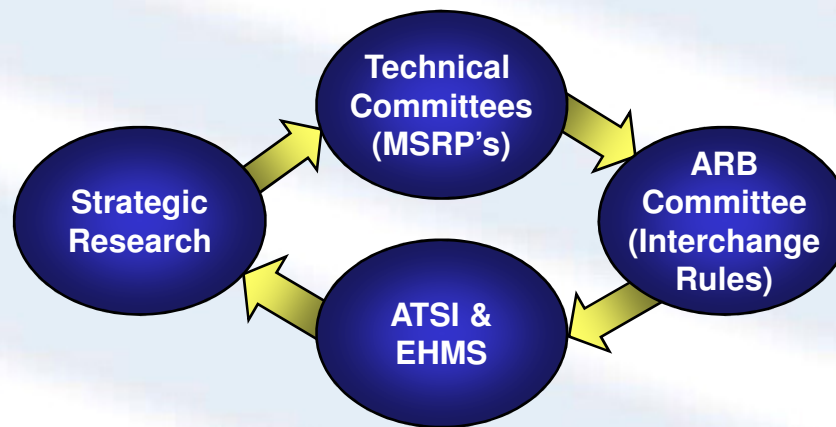 Technical
Committees
(MSRP's)
ARB
Committee
(Interchange
Rules)
Strategic
Research
ATSI &
EHMS